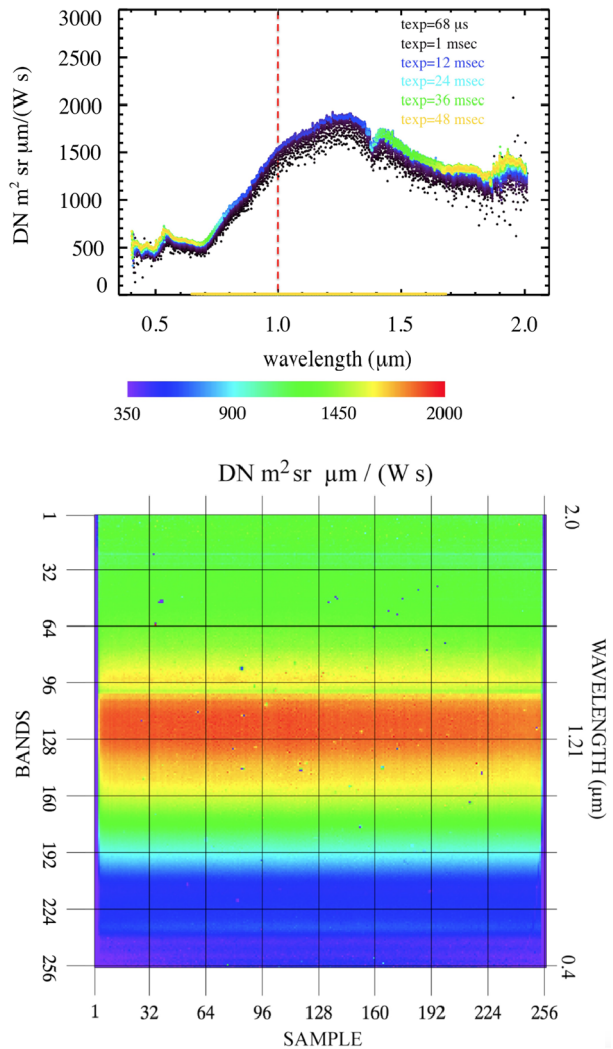 3000
2500
2000
1500
1000
500
0
DN m² sr µm/(W s)
texp=68 µs
texp=1 msec
texp=12 msec
texp=24 msec
texp=36 msec
texp=48 msec
0.5 1.0 1.5 2.0
wavelength (µm)
350 900 1450 2000
DN m² sr µm / (W s)
1
32
64
96
128
160
192
224
256
BANDS
2.0
1.21
0.4
WAVELENGTH (µm)
1 32 64 96 128 160 192 224 256
SAMPLE